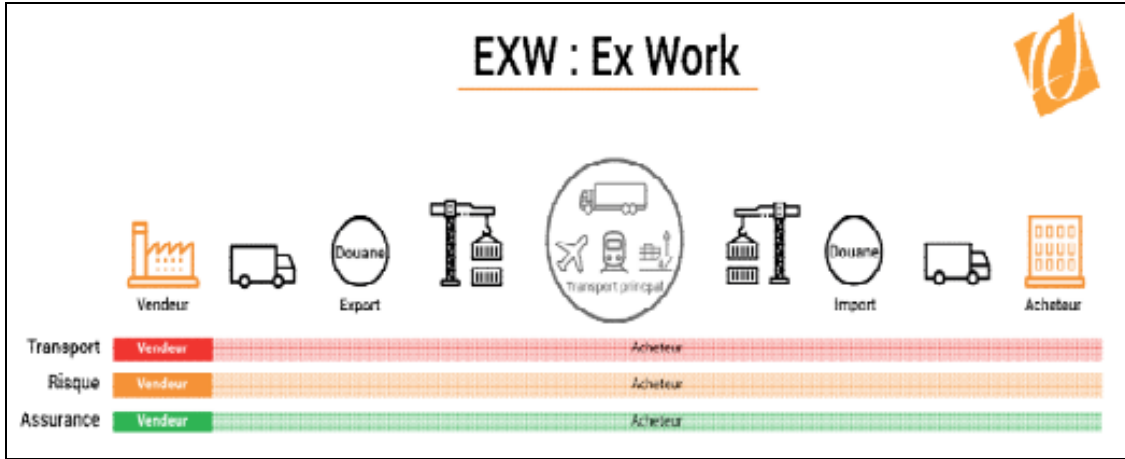 EXW : Ex Work
Douane
Douane
Transport principal
Vendeur
Export
Import
Acheteur
Transport Vendeur Acheteur
Risque Vendeur Acheteur
Assurance Vendeur Acheteur